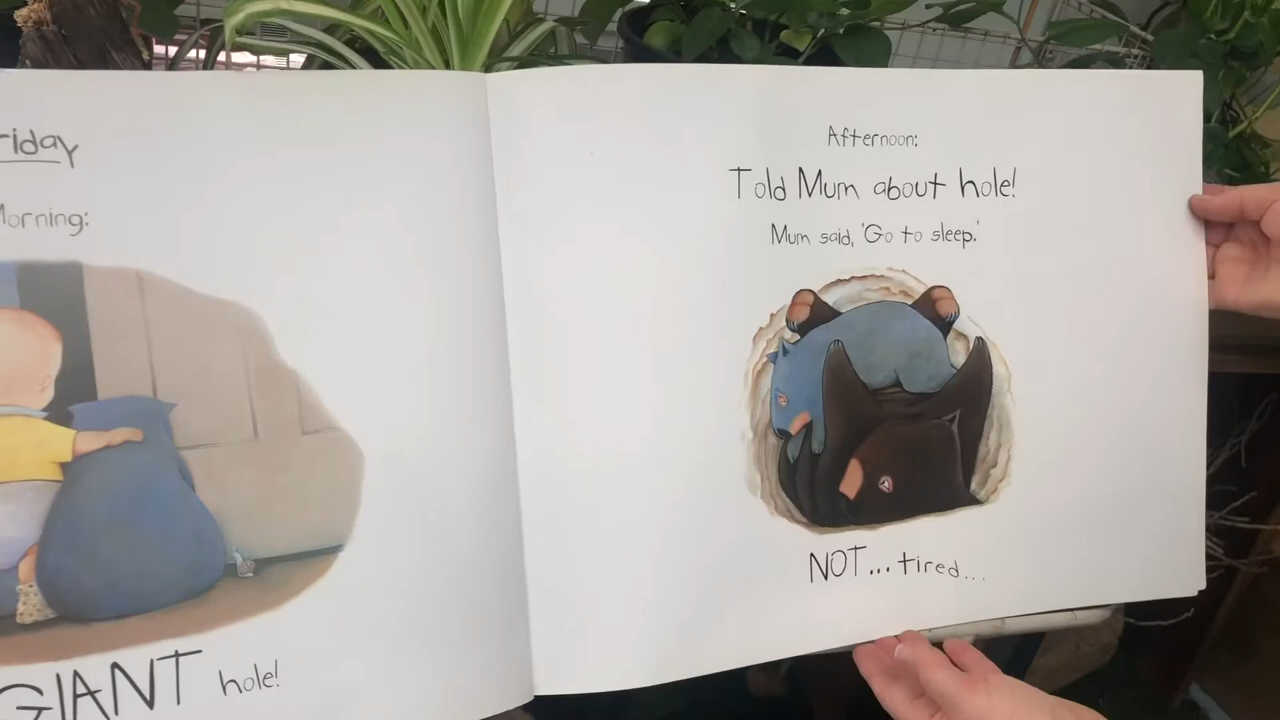 riday
Morning:
GIANT hole!
Afternoon:
Told Mum about hole!
Mum said, 'Go to sleep.'
NOT...tired...